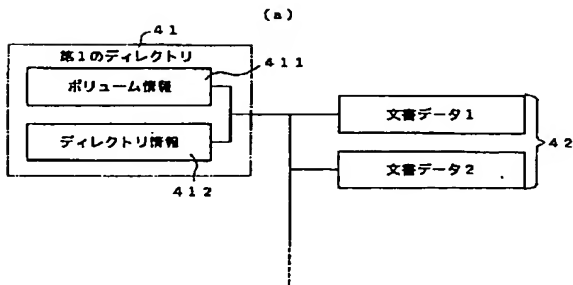 (a)
41
第1のディレクトリ
ボリューム情報
411
ディレクトリ情報
412
文書データ1
文書データ2
42